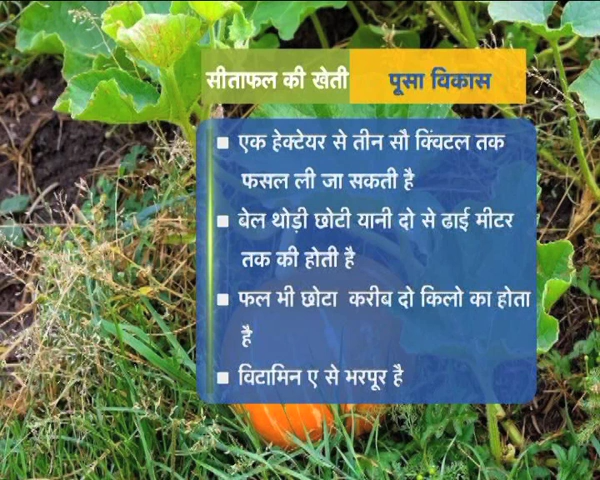 सीताफल की खेती पूसा विकास
एक हेक्टेयर से तीन सौ क्विंटल तक
फसल ली जा सकती है
बेल थोड़ी छोटी यानी दो से ढाई मीटर
तक की होती है
फल भी छोटा करीब दो किलो का होता
है
विटामिन ए से भरपूर है